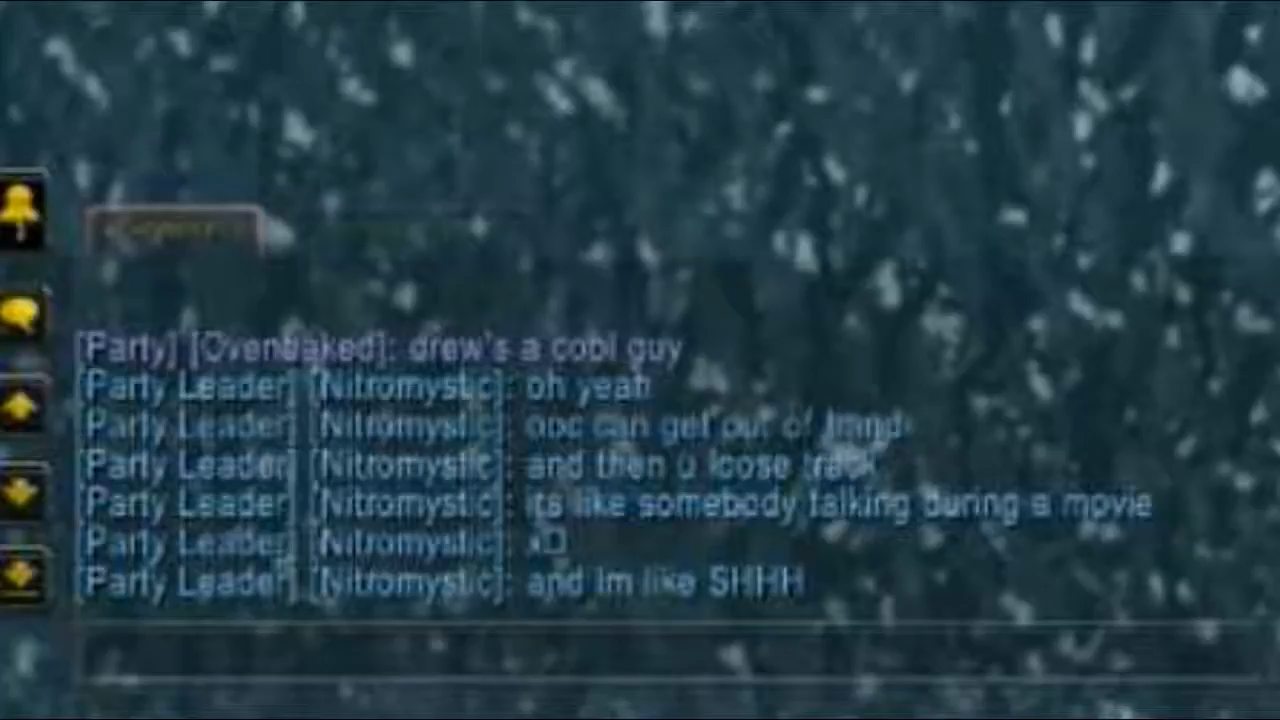 [Party] [OvenBaked]: drew's a cool guy
[Party Leader] [Nitromystic]: oh yeah
[Party Leader] [Nitromystic]: ooc can get out of hand
[Party Leader] [Nitromystic]: and then u loose track
[Party Leader] [Nitromystic]: its like somebody talking during a movie
[Party Leader] [Nitromystic]: xD
[Party Leader] [Nitromystic]: and Im like SHHH